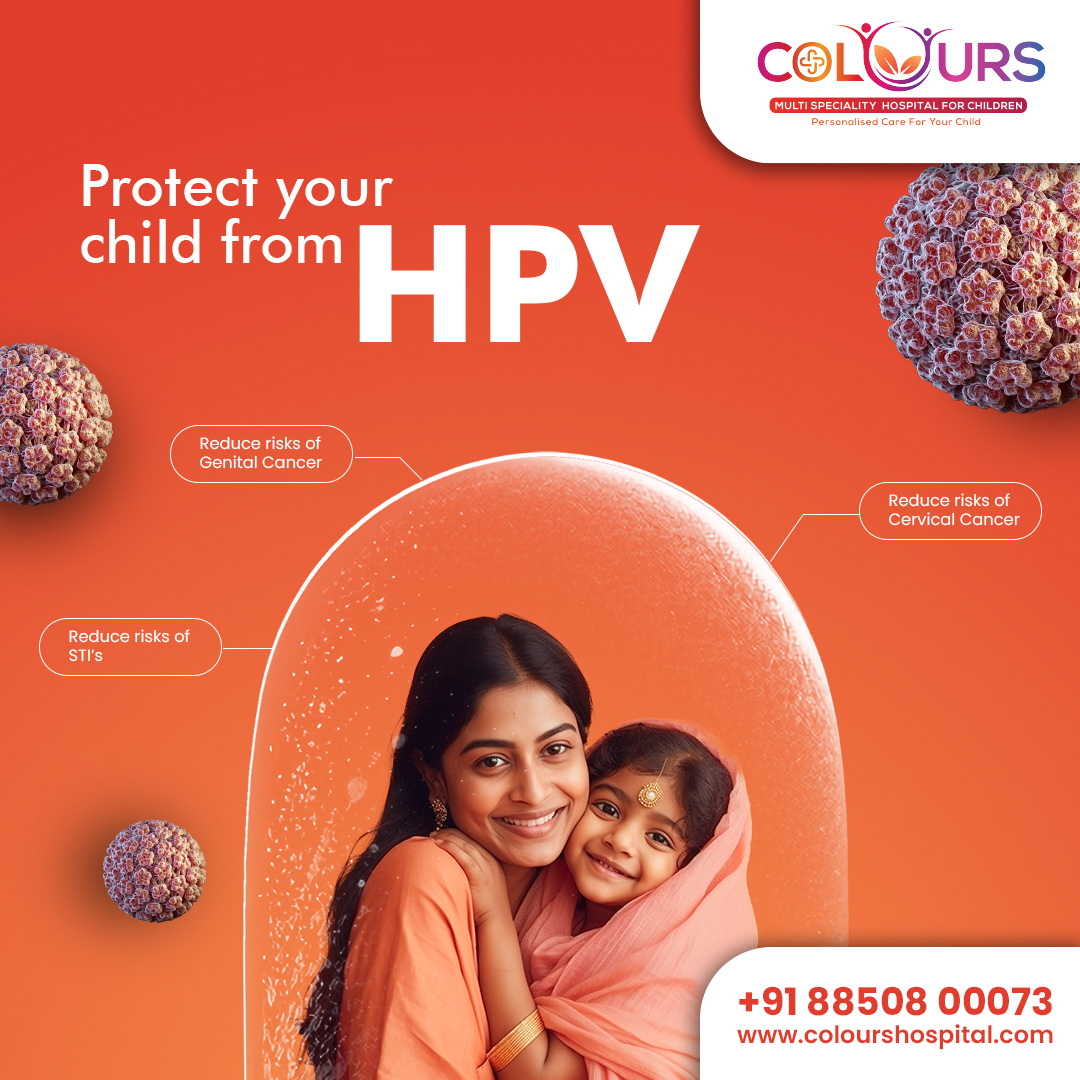 COLOURS
MULTI SPECIALITY HOSPITAL FOR CHILDREN
Personalised Care For Your Child
Protect your
child from HPV
Reduce risks of
Genital Cancer
Reduce risks of
Cervical Cancer
Reduce risks of
STI's
+91 88508 00073
www.colourshospital.com